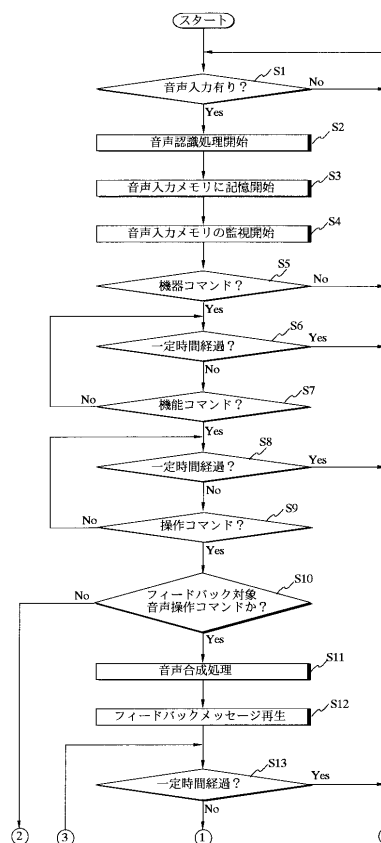 スタート
S1
音声入力有り？
No
Yes
S2
音声認識処理開始
S3
音声入力メモリに記憶開始
S4
音声入力メモリの監視開始
S5
機器コマンド？
No
Yes
S6
一定時間経過？
Yes
No
S7
No
機能コマンド？
Yes
S8
一定時間経過？
Yes
No
S9
No
操作コマンド？
Yes
S10
No
フィードバック対象
音声操作コマンドか？
Yes
S11
音声合成処理
S12
フィードバックメッセージ再生
S13
一定時間経過？
Yes
No
② ③ ①